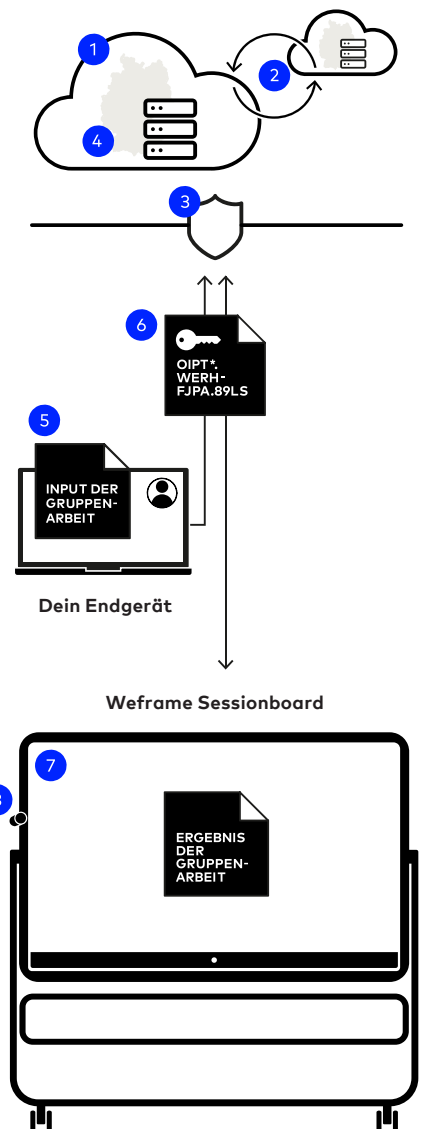 1
2
3
4
6
OIPT*.
WERH-
FJPA.89LS
5
INPUT DER
GRUPPEN-
ARBEIT
Dein Endgerät
Weframe Sessionboard
7
ERGEBNIS
DER
GRUPPEN-
ARBEIT